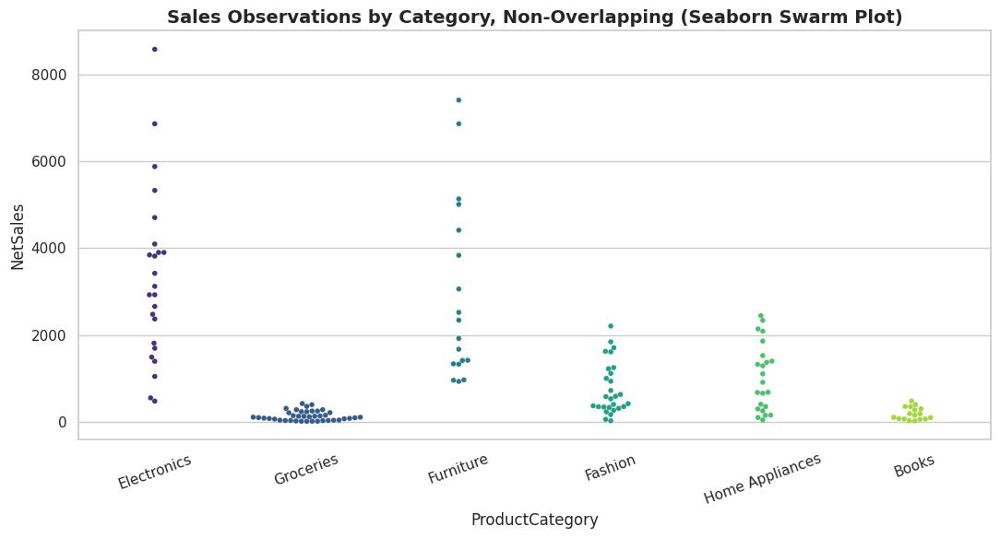 Sales Observations by Category, Non-Overlapping (Seaborn Swarm Plot)
NetSales
8000
6000
4000
2000
0
Electronics
Groceries
Furniture
Fashion
Home Appliances
Books
ProductCategory